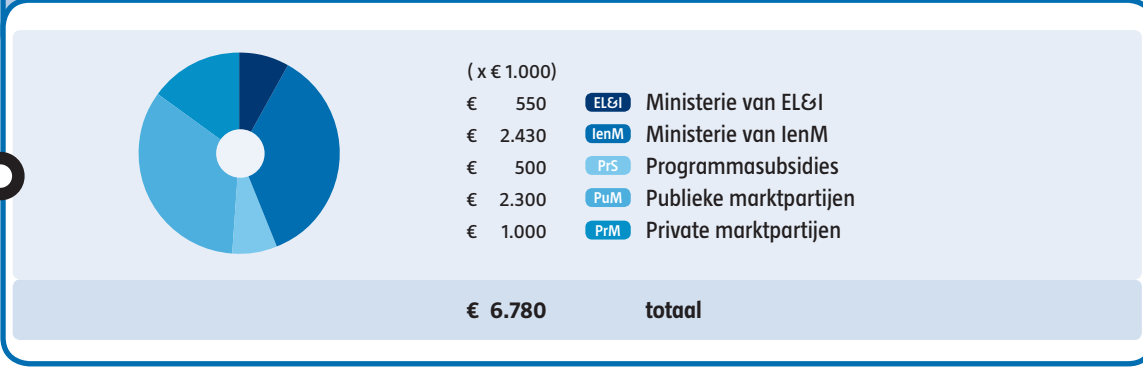 ( x € 1.000)
€ 550 EL&I Ministerie van EL&I
€ 2.430 IenM Ministerie van IenM
€ 500 PrS Programmasubsidies
€ 2.300 PuM Publieke marktpartijen
€ 1.000 PrM Private marktpartijen
€ 6.780 totaal